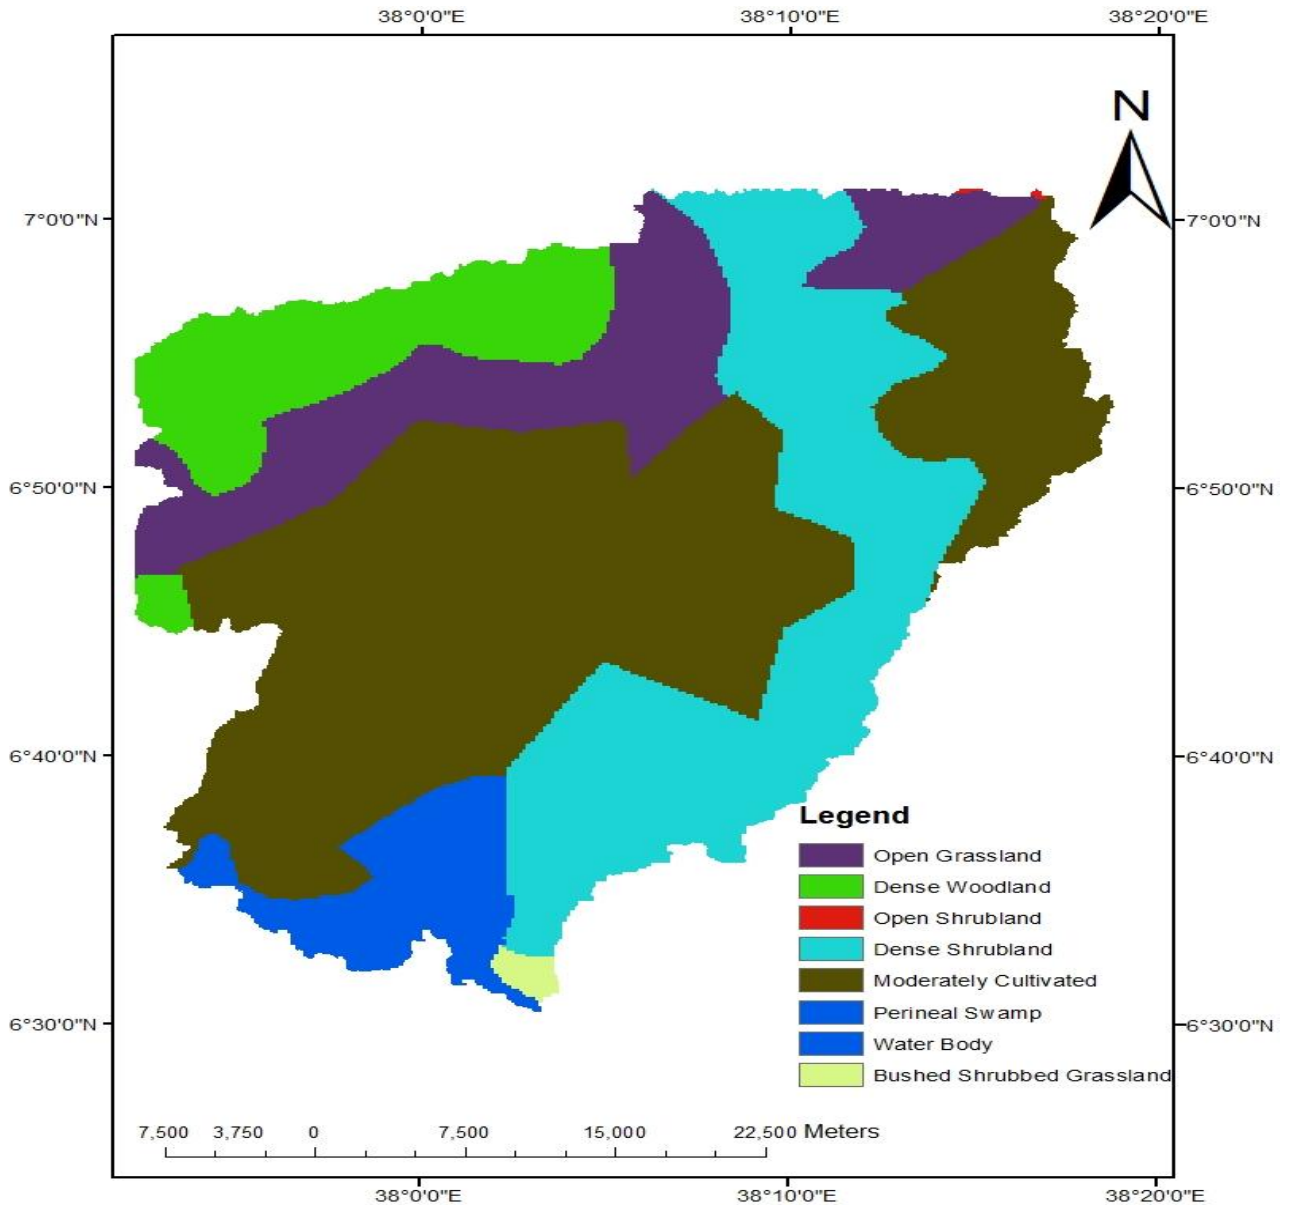 38°0'0"E 38°10'0"E 38°20'0"E
N
7°0'0"N 7°0'0"N
6°50'0"N 6°50'0"N
6°40'0"N 6°40'0"N
Legend
Open Grassland
Dense Woodland
Open Shrubland
Dense Shrubland
Moderately Cultivated
Perineal Swamp
6°30'0"N 6°30'0"N
Water Body
Bushed Shrubbed Grassland
7,500 3,750 0 7,500 15,000 22,500 Meters
38°0'0"E 38°10'0"E 38°20'0"E